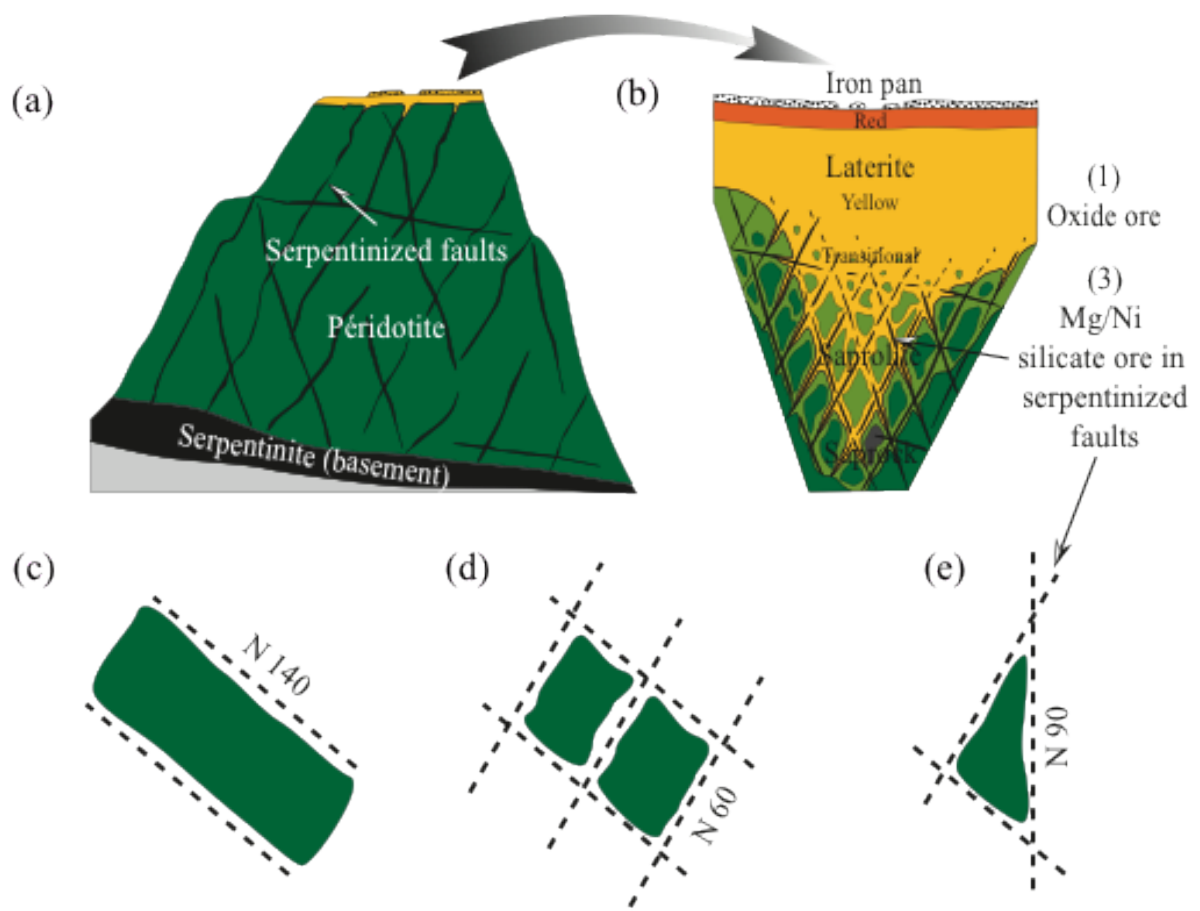 (a)
Serpentinized faults
Péridotite
Serpentinite (basement)
(b)
Iron pan
Red
Laterite
Yellow
Transitional
Saprolite
Saprock
(1)
Oxide ore
(3)
Mg/Ni
silicate ore in
serpentinized
faults
(c)
N 140
(d)
N 60
(e)
N 90